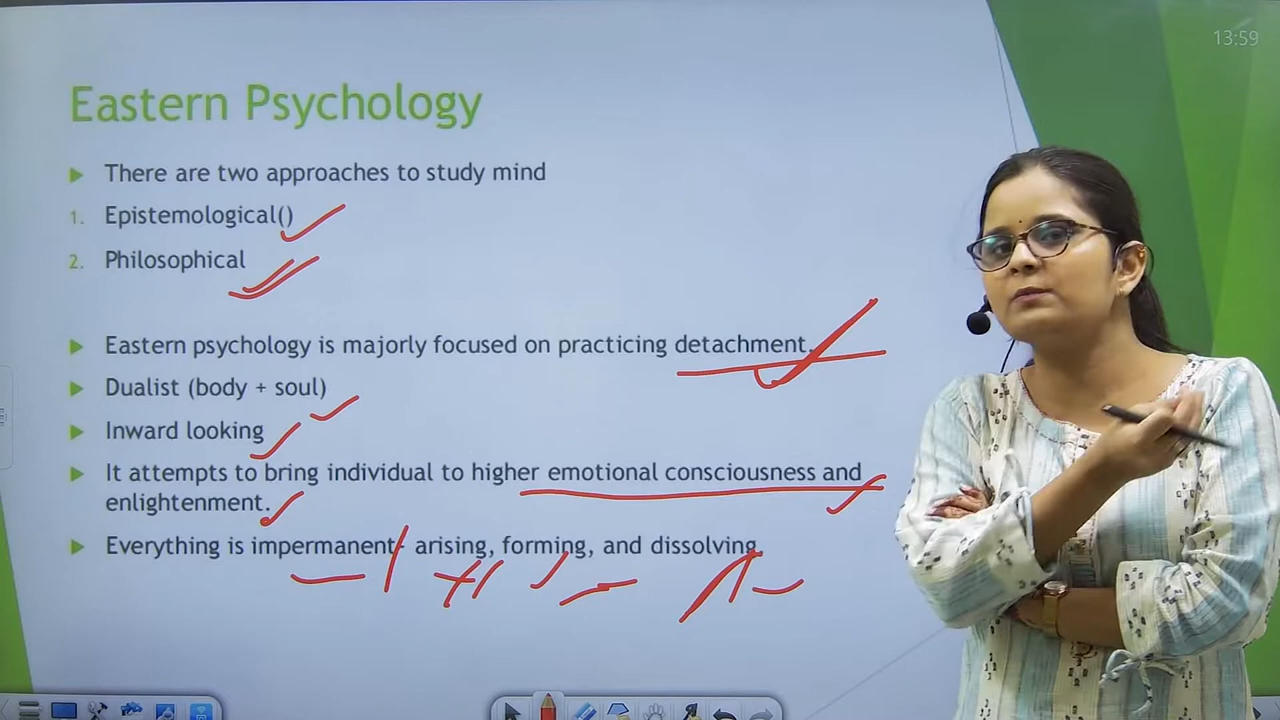 13:59
Eastern Psychology
There are two approaches to study mind
1. Epistemological()
2. Philosophical
Eastern psychology is majorly focused on practicing detachment.
Dualist (body + soul)
Inward looking
It attempts to bring individual to higher emotional consciousness and
enlightenment.
Everything is impermanent- arising, forming, and dissolving.